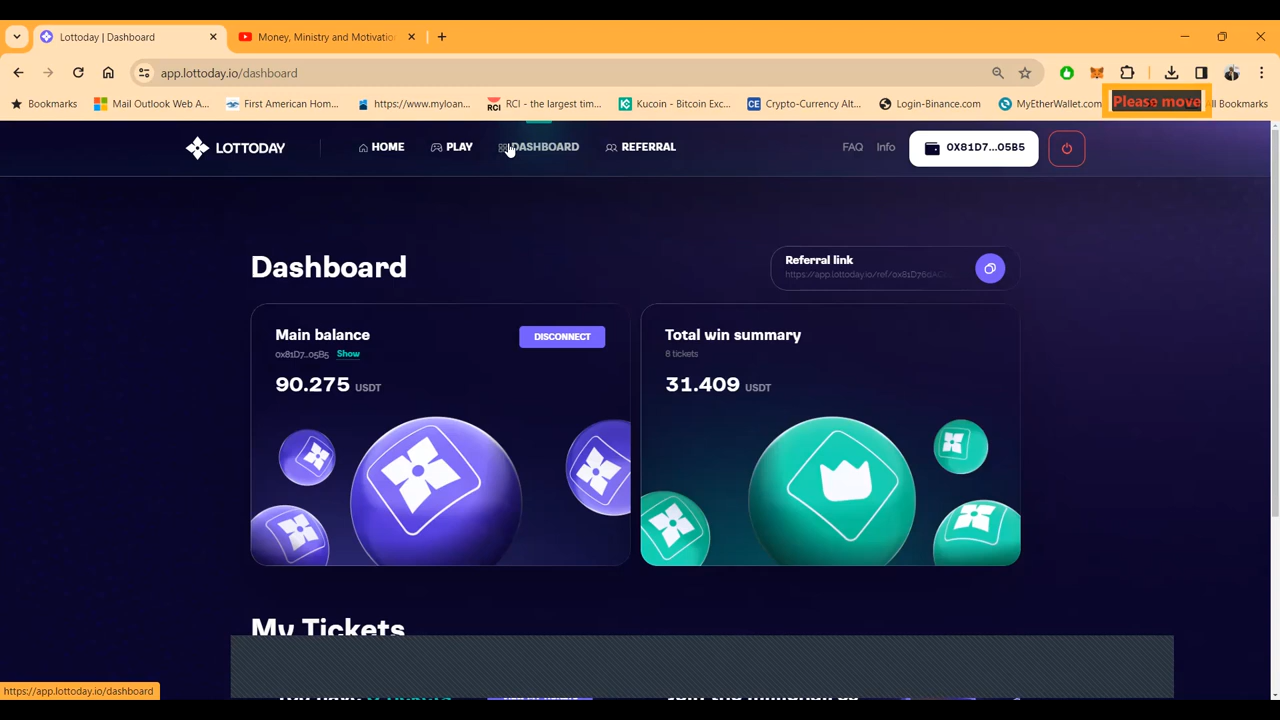 Lottoday | Dashboard
Money, Ministry and Motivatio
app.lottoday.io/dashboard
Bookmarks
Mail Outlook Web A...
First American Hom...
https://www.myloan...
RCI - the largest tim...
Kucoin - Bitcoin Exc...
Crypto-Currency Alt...
Login-Binance.com
MyEtherWallet.com
Please move
All Bookmarks
LOTTODAY
HOME
PLAY
DASHBOARD
REFERRAL
FAQ
Info
0X81D7...05B5
Dashboard
Referral link
Main balance
DISCONNECT
0x81D7...05B5 Show
90.275 USDT
Total win summary
8 tickets
31.409 USDT
My Tickets
https://app.lottoday.io/dashboard